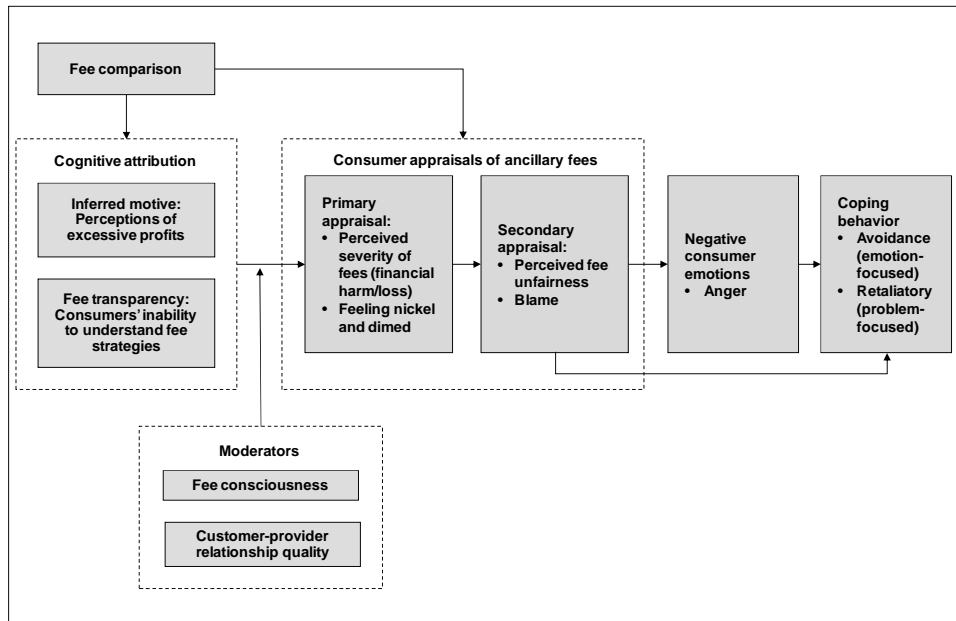 Fee comparison
Cognitive attribution
Inferred motive:
Perceptions of
excessive profits
Fee transparency:
Consumers' inability
to understand fee
strategies
Consumer appraisals of ancillary fees
Primary
appraisal:
• Perceived
severity of
fees (financial
harm/loss)
• Feeling nickel
and dimed
Secondary
appraisal:
• Perceived fee
unfairness
• Blame
Negative
consumer
emotions
• Anger
Coping
behavior
• Avoidance
(emotion-
focused)
• Retaliatory
(problem-
focused)
Moderators
Fee consciousness
Customer-provider
relationship quality